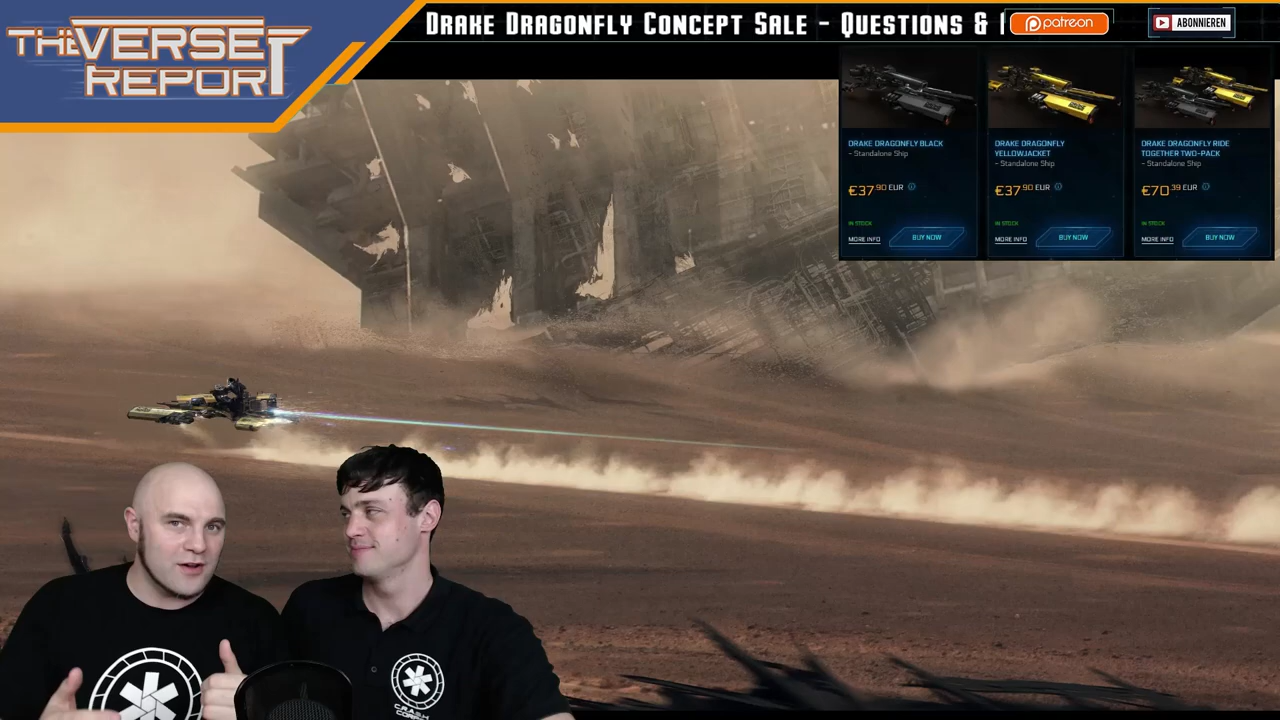 THE VERSE
REPORT
DRAKE DRAGONFLY CONCEPT SALE - QUESTIONS &
patreon
ABONNIEREN
DRAKE DRAGONFLY BLACK
- Standalone Ship
€37.90 EUR
IN STOCK
MORE INFO
BUY NOW
DRAKE DRAGONFLY
YELLOWJACKET
- Standalone Ship
€37.90 EUR
IN STOCK
MORE INFO
BUY NOW
DRAKE DRAGONFLY RIDE
TOGETHER TWO-PACK
- Standalone Ship
€70.39 EUR
IN STOCK
MORE INFO
BUY NOW
CRASH